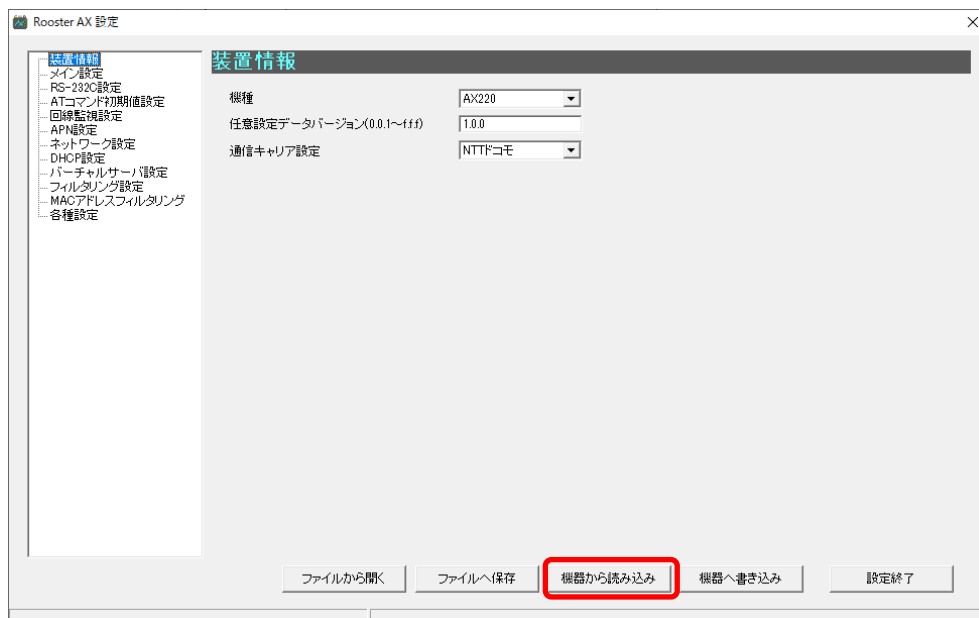 Rooster AX 設定
装置情報
メイン設定
RS-232C設定
ATコマンド初期値設定
回線監視設定
APN設定
ネットワーク設定
DHCP設定
バーチャルサーバ設定
フィルタリング設定
MACアドレスフィルタリング
各種設定
装置情報
機種
AX220
任意設定データバージョン(0.0.1～f.f.f)
1.0.0
通信キャリア設定
NTTドコモ
ファイルから開く
ファイルへ保存
機器から読み込み
機器へ書き込み
設定終了